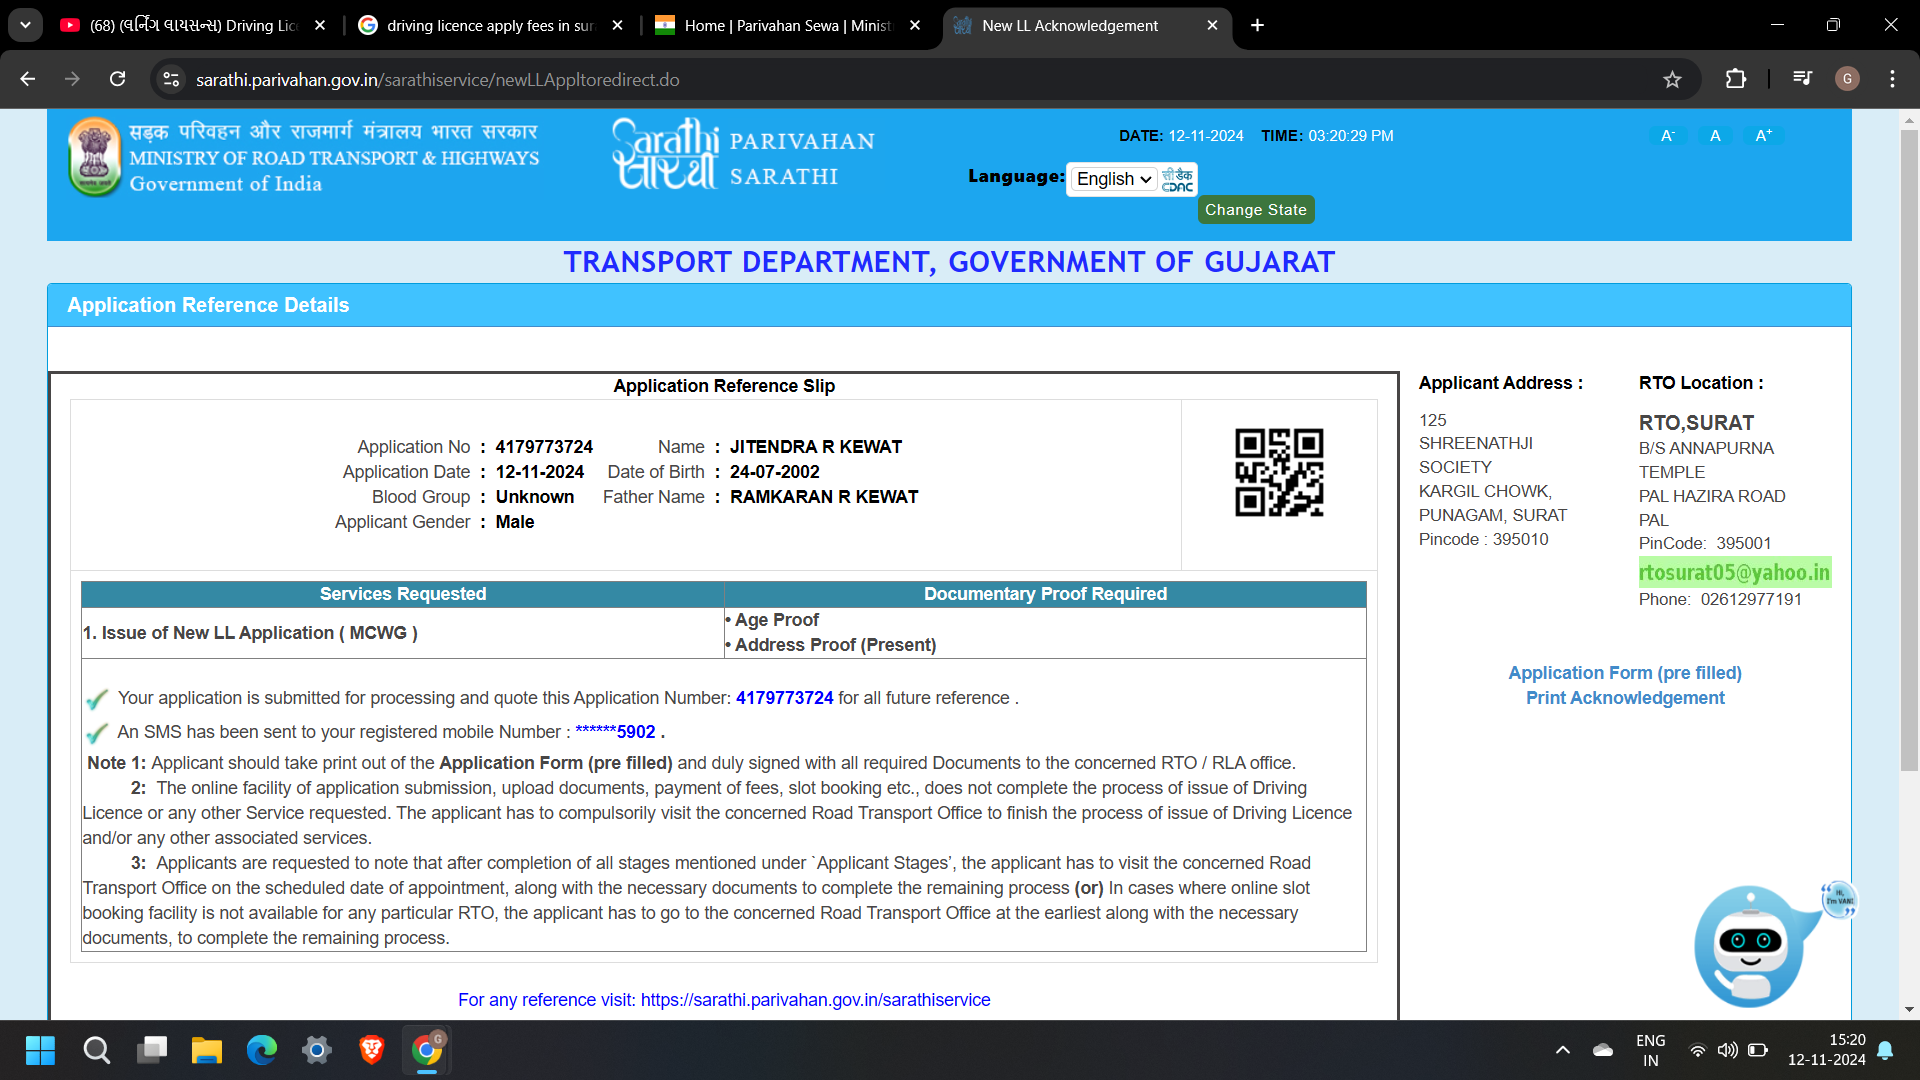 (68) (લર્નિંગ લાયસન્સ) Driving Lic
driving licence apply fees in sur
Home | Parivahan Sewa | Minist
New LL Acknowledgement
sarathi.parivahan.gov.in/sarathiservice/newLLAppltoredirect.do
G
सड़क परिवहन और राजमार्ग मंत्रालय भारत सरकार
MINISTRY OF ROAD TRANSPORT & HIGHWAYS
Government of India
Sarathi
सारथी
PARIVAHAN
SARATHI
DATE: 12-11-2024 TIME: 03:20:29 PM
A- A A+
Language: English सी डैक CDAC
Change State
TRANSPORT DEPARTMENT, GOVERNMENT OF GUJARAT
Application Reference Details
Application Reference Slip
Application No : 4179773724 Name : JITENDRA R KEWAT
Application Date : 12-11-2024 Date of Birth : 24-07-2002
Blood Group : Unknown Father Name : RAMKARAN R KEWAT
Applicant Gender : Male
Services Requested Documentary Proof Required
1. Issue of New LL Application ( MCWG )
• Age Proof
• Address Proof (Present)
Your application is submitted for processing and quote this Application Number: 4179773724 for all future reference .
An SMS has been sent to your registered mobile Number : ******5902 .
Note 1: Applicant should take print out of the Application Form (pre filled) and duly signed with all required Documents to the concerned RTO / RLA office.
2: The online facility of application submission, upload documents, payment of fees, slot booking etc., does not complete the process of issue of Driving
Licence or any other Service requested. The applicant has to compulsorily visit the concerned Road Transport Office to finish the process of issue of Driving Licence
and/or any other associated services.
3: Applicants are requested to note that after completion of all stages mentioned under `Applicant Stages’, the applicant has to visit the concerned Road
Transport Office on the scheduled date of appointment, along with the necessary documents to complete the remaining process (or) In cases where online slot
booking facility is not available for any particular RTO, the applicant has to go to the concerned Road Transport Office at the earliest along with the necessary
documents, to complete the remaining process.
For any reference visit: https://sarathi.parivahan.gov.in/sarathiservice
Applicant Address :
125
SHREENATHJI
SOCIETY
KARGIL CHOWK,
PUNAGAM, SURAT
Pincode : 395010
RTO Location :
RTO,SURAT
B/S ANNAPURNA
TEMPLE
PAL HAZIRA ROAD
PAL
PinCode: 395001
rtosurat05@yahoo.in
Phone: 02612977191
Application Form (pre filled)
Print Acknowledgement
Hi,
I'm VANI
G
ENG
IN
15:20
12-11-2024